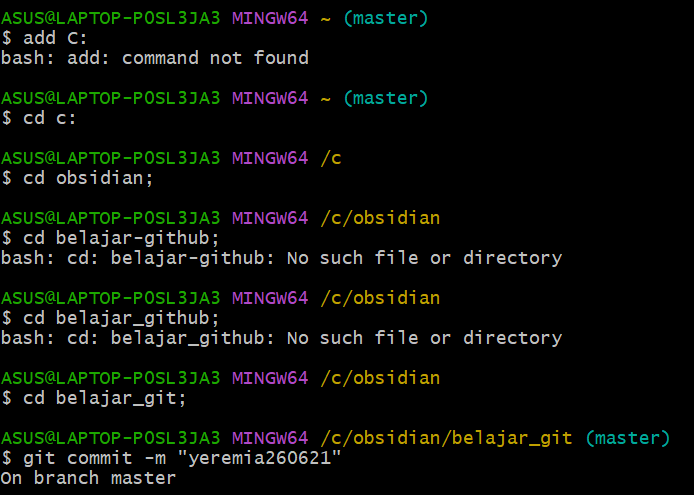 ASUS@LAPTOP-P0SL3JA3 MINGW64 ~ (master)
$ add C:
bash: add: command not found
ASUS@LAPTOP-P0SL3JA3 MINGW64 ~ (master)
$ cd c:
ASUS@LAPTOP-P0SL3JA3 MINGW64 /c
$ cd obsidian;
ASUS@LAPTOP-P0SL3JA3 MINGW64 /c/obsidian
$ cd belajar-github;
bash: cd: belajar-github: No such file or directory
ASUS@LAPTOP-P0SL3JA3 MINGW64 /c/obsidian
$ cd belajar_github;
bash: cd: belajar_github: No such file or directory
ASUS@LAPTOP-P0SL3JA3 MINGW64 /c/obsidian
$ cd belajar_git;
ASUS@LAPTOP-P0SL3JA3 MINGW64 /c/obsidian/belajar_git (master)
$ git commit -m "yeremia260621"
On branch master